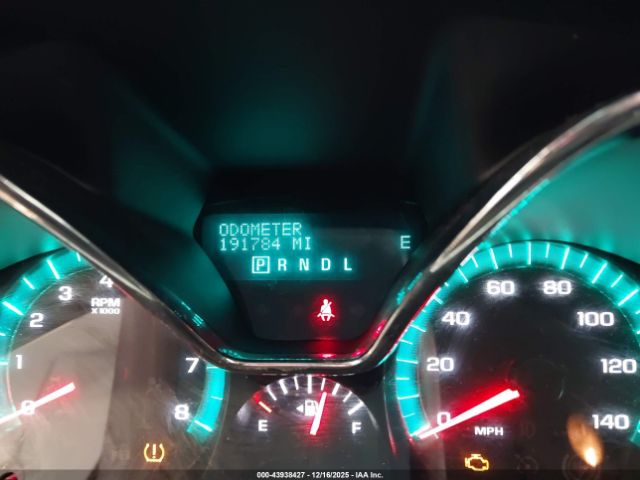 ODOMETER
191784 MI
E
P R N D L
0 1 2 3 4 7 8
RPM
X1000
E F
0 20 40 60 80 100 120 140
MPH
000-43938427 - 12/16/2025 - IAA Inc.